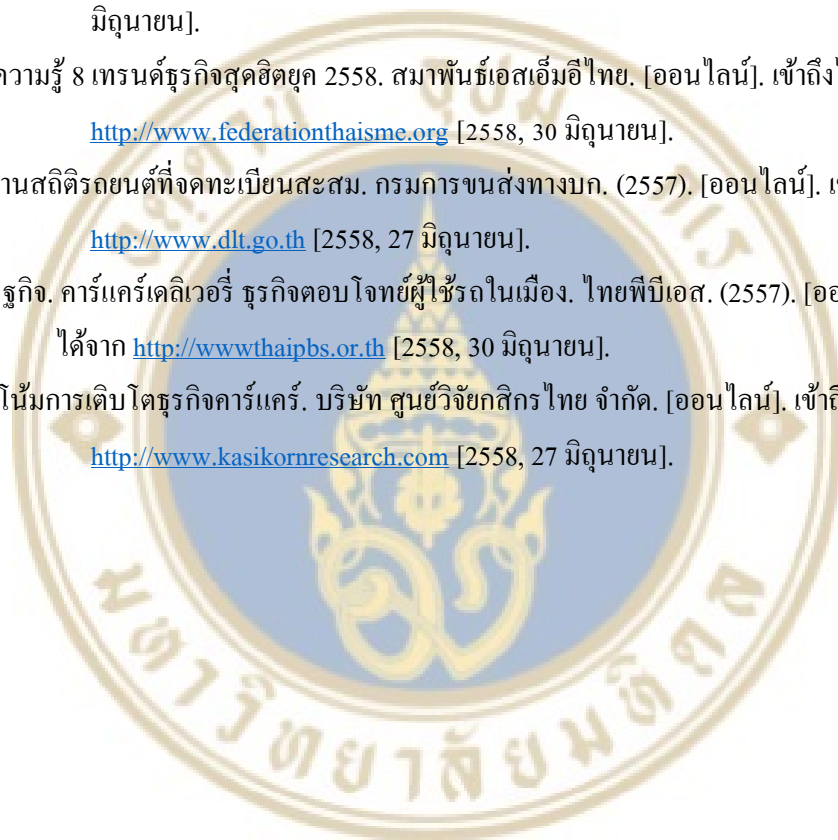 มิถุนายน].
ความรู้ 8 เทรนด์ธุรกิจสุดฮิตยุค 2558. สมาพันธ์เอสเอ็มอีไทย. [ออนไลน์]. เข้าถึง
http://www.federationthaisme.org [2558, 30 มิถุนายน].
านสถิติรถยนต์ที่จดทะเบียนสะสม. กรมการขนส่งทางบก. (2557). [ออนไลน์]. เ
http://www.dlt.go.th [2558, 27 มิถุนายน].
ฐกิจ. คาร์แคร์เดลิเวอรี่ ธุรกิจตอบโจทย์ผู้ใช้รถในเมือง. ไทยพีบีเอส. (2557). [ออ
ได้จาก http://wwwthaipbs.or.th [2558, 30 มิถุนายน].
โน้มการเติบโตธุรกิจคาร์แคร์. บริษัท ศูนย์วิจัยกสิกรไทย จำกัด. [ออนไลน์]. เข้าถึ
http://www.kasikornresearch.com [2558, 27 มิถุนายน].
มหาวิทยาลัยมหิดล